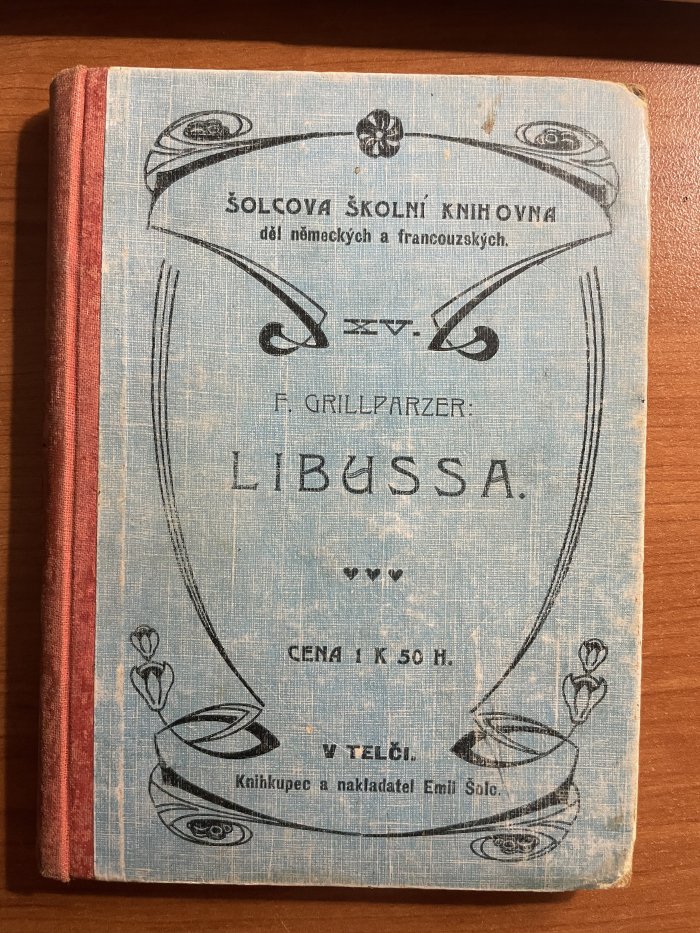 ŠOLCOVA ŠKOLNÍ KNIHOVNA
děl německých a francouzských.
XV.
F. GRILLPARZER:
LIBUSSA.
CENA 1 K 50 H.
V TELČI.
Knihkupec a nakladatel Emil Šolc.